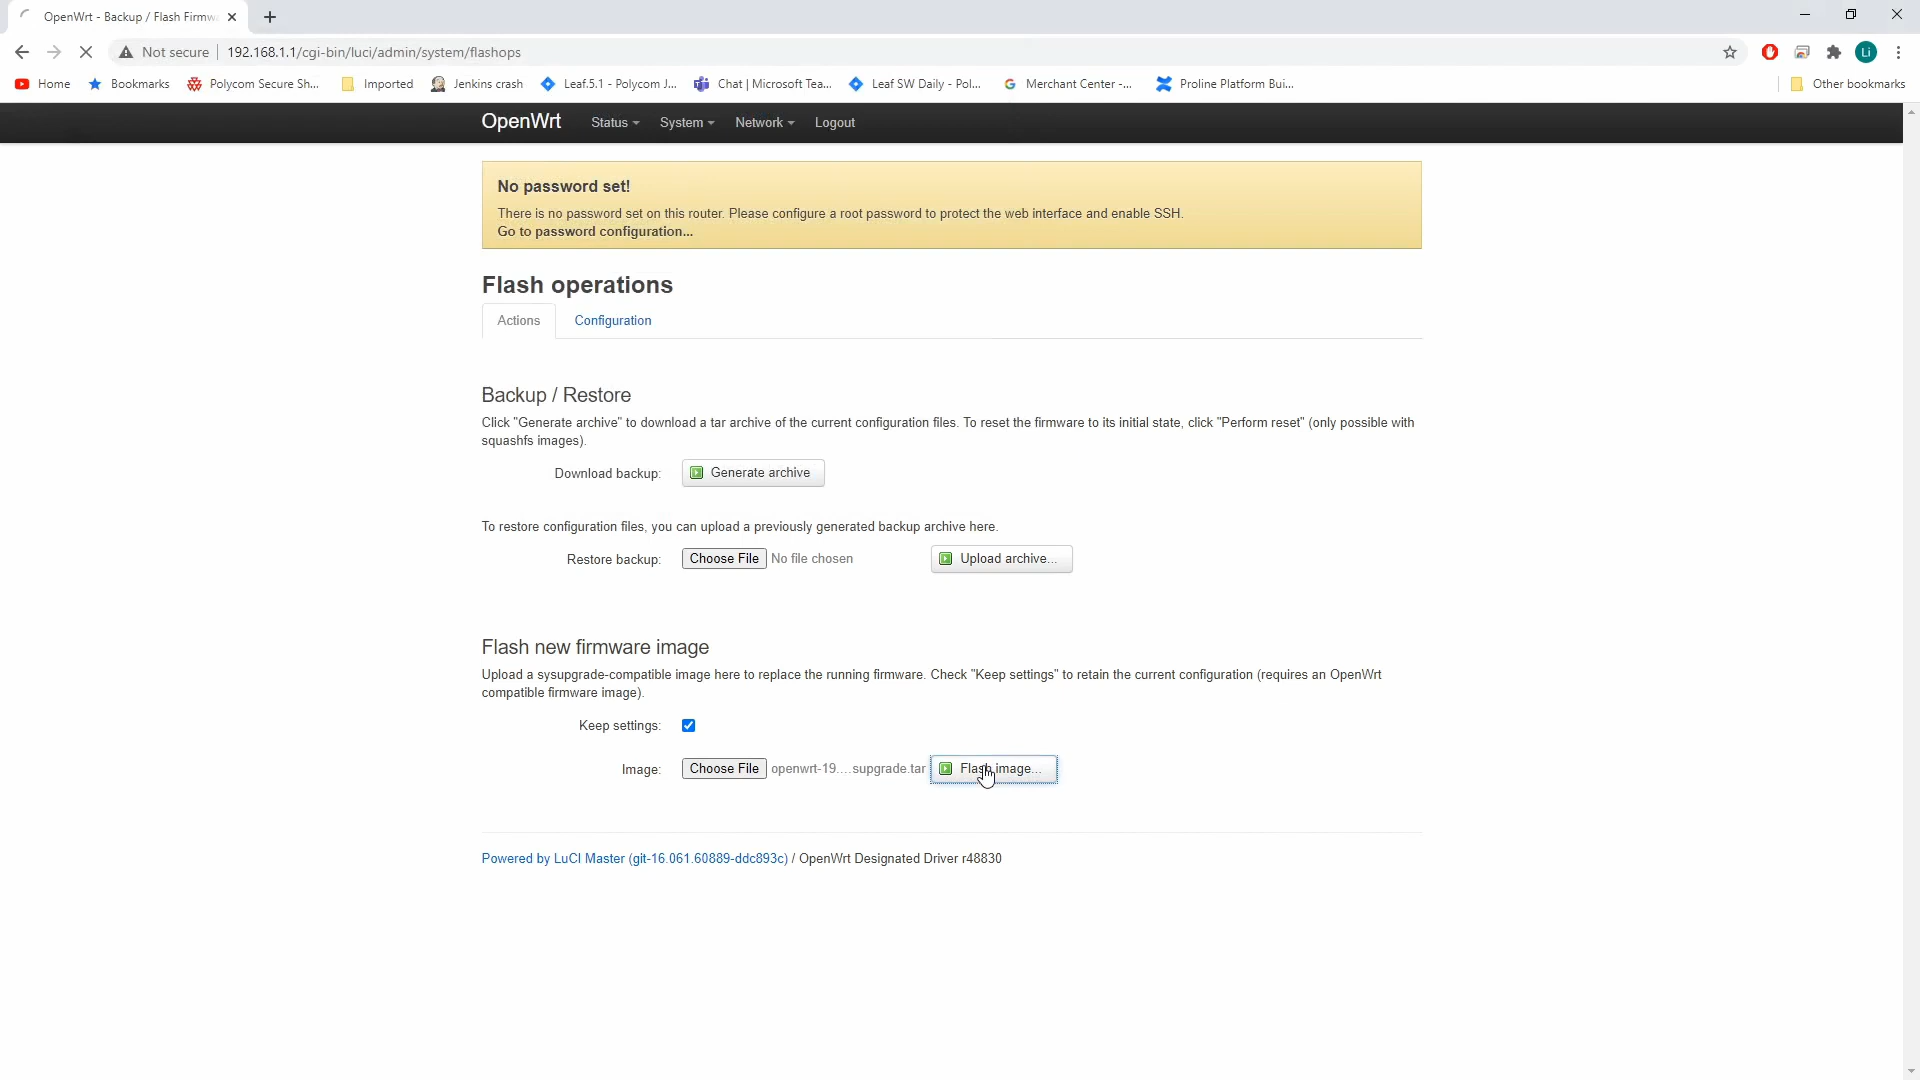 OpenWrt - Backup / Flash Firmw
Not secure
192.168.1.1/cgi-bin/luci/admin/system/flashops
Li
Home
Bookmarks
Polycom Secure Sh...
Imported
Jenkins crash
Leaf.5.1 - Polycom J...
Chat | Microsoft Tea...
Leaf SW Daily - Pol...
Merchant Center -...
Proline Platform Bui...
Other bookmarks
OpenWrt
Status
System
Network
Logout
No password set!
There is no password set on this router. Please configure a root password to protect the web interface and enable SSH.
Go to password configuration...
Flash operations
Actions
Configuration
Backup / Restore
Click "Generate archive" to download a tar archive of the current configuration files. To reset the firmware to its initial state, click "Perform reset" (only possible with
squashfs images).
Download backup:
Generate archive
To restore configuration files, you can upload a previously generated backup archive here.
Restore backup:
Choose File No file chosen
Upload archive...
Flash new firmware image
Upload a sysupgrade-compatible image here to replace the running firmware. Check "Keep settings" to retain the current configuration (requires an OpenWrt
compatible firmware image).
Keep settings:
Image:
Choose File openwrt-19....supgrade.tar
Flash image...
Powered by LuCI Master (git-16.061.60889-ddc893c) / OpenWrt Designated Driver r48830